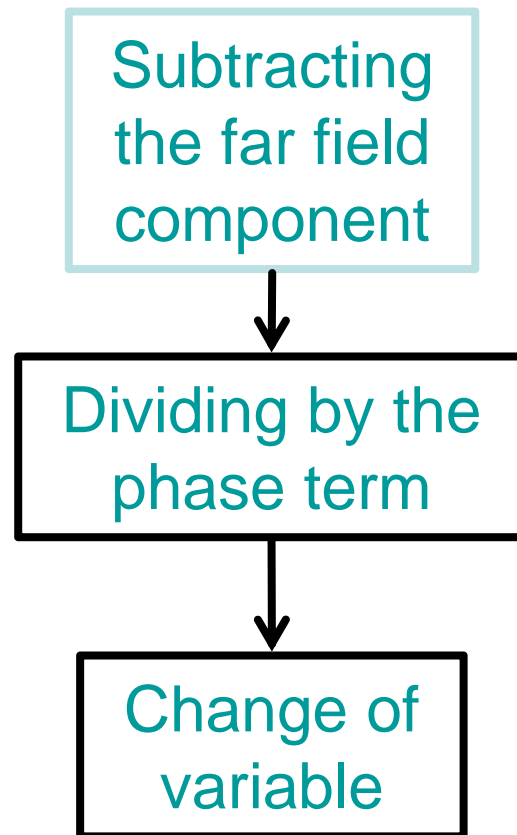 Subtracting
the far field
component
Dividing by the
phase term
Change of
variable